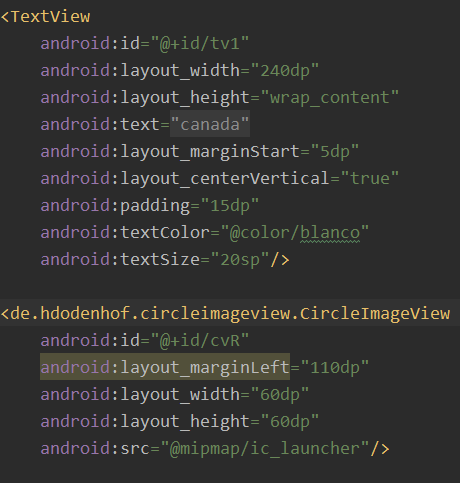 <TextView
android:id="@+id/tv1"
android:layout_width="240dp"
android:layout_height="wrap_content"
android:text="canada"
android:layout_marginStart="5dp"
android:layout_centerVertical="true"
android:padding="15dp"
android:textColor="@color/blanco"
android:textSize="20sp"/>
<de.hdodenhof.circleimageview.CircleImageView
android:id="@+id/cvR"
android:layout_marginLeft="110dp"
android:layout_width="60dp"
android:layout_height="60dp"
android:src="@mipmap/ic_launcher"/>